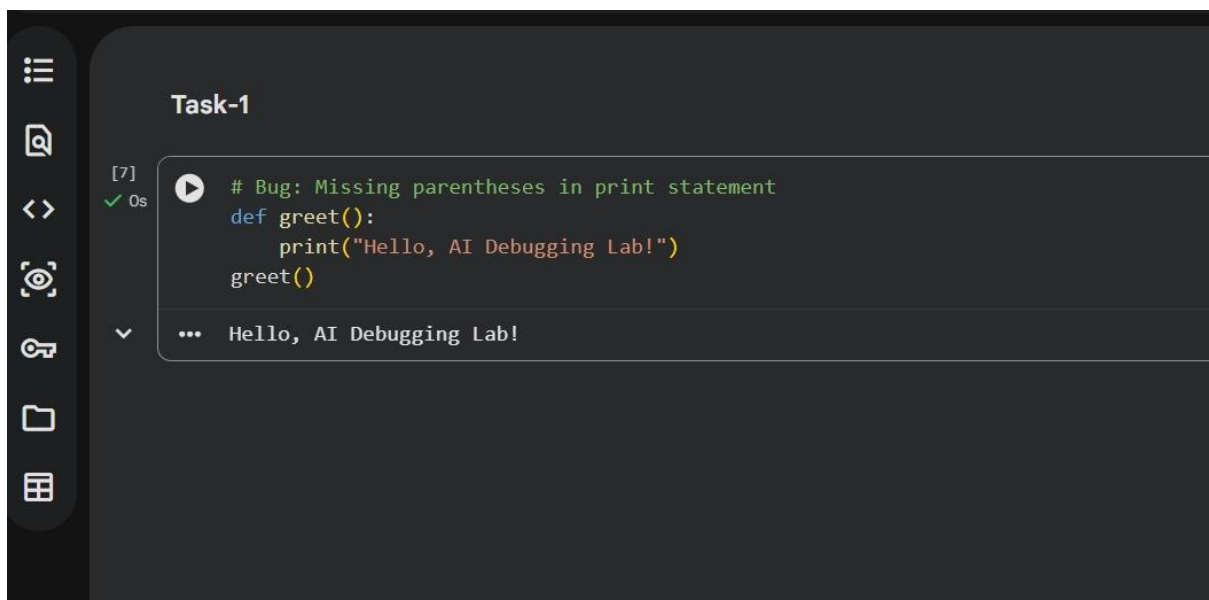 Task-1
[7]
0s
# Bug: Missing parentheses in print statement
def greet():
    print("Hello, AI Debugging Lab!")
greet()
Hello, AI Debugging Lab!